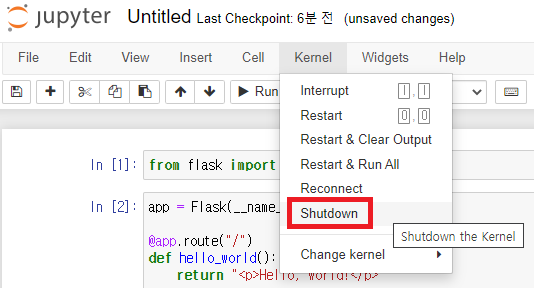 jupyter Untitled Last Checkpoint: 6분 전 (unsaved changes)
File Edit View Insert Cell Kernel Widgets Help
Run
Interrupt I,I
Restart 0,0
Restart & Clear Output
Restart & Run All
Reconnect
Shutdown
Shutdown the Kernel
Change kernel
In [1]: from flask import
In [2]: app = Flask(__name_
@app.route("/")
def hello_world():
return "<p>Hello, World!</p>